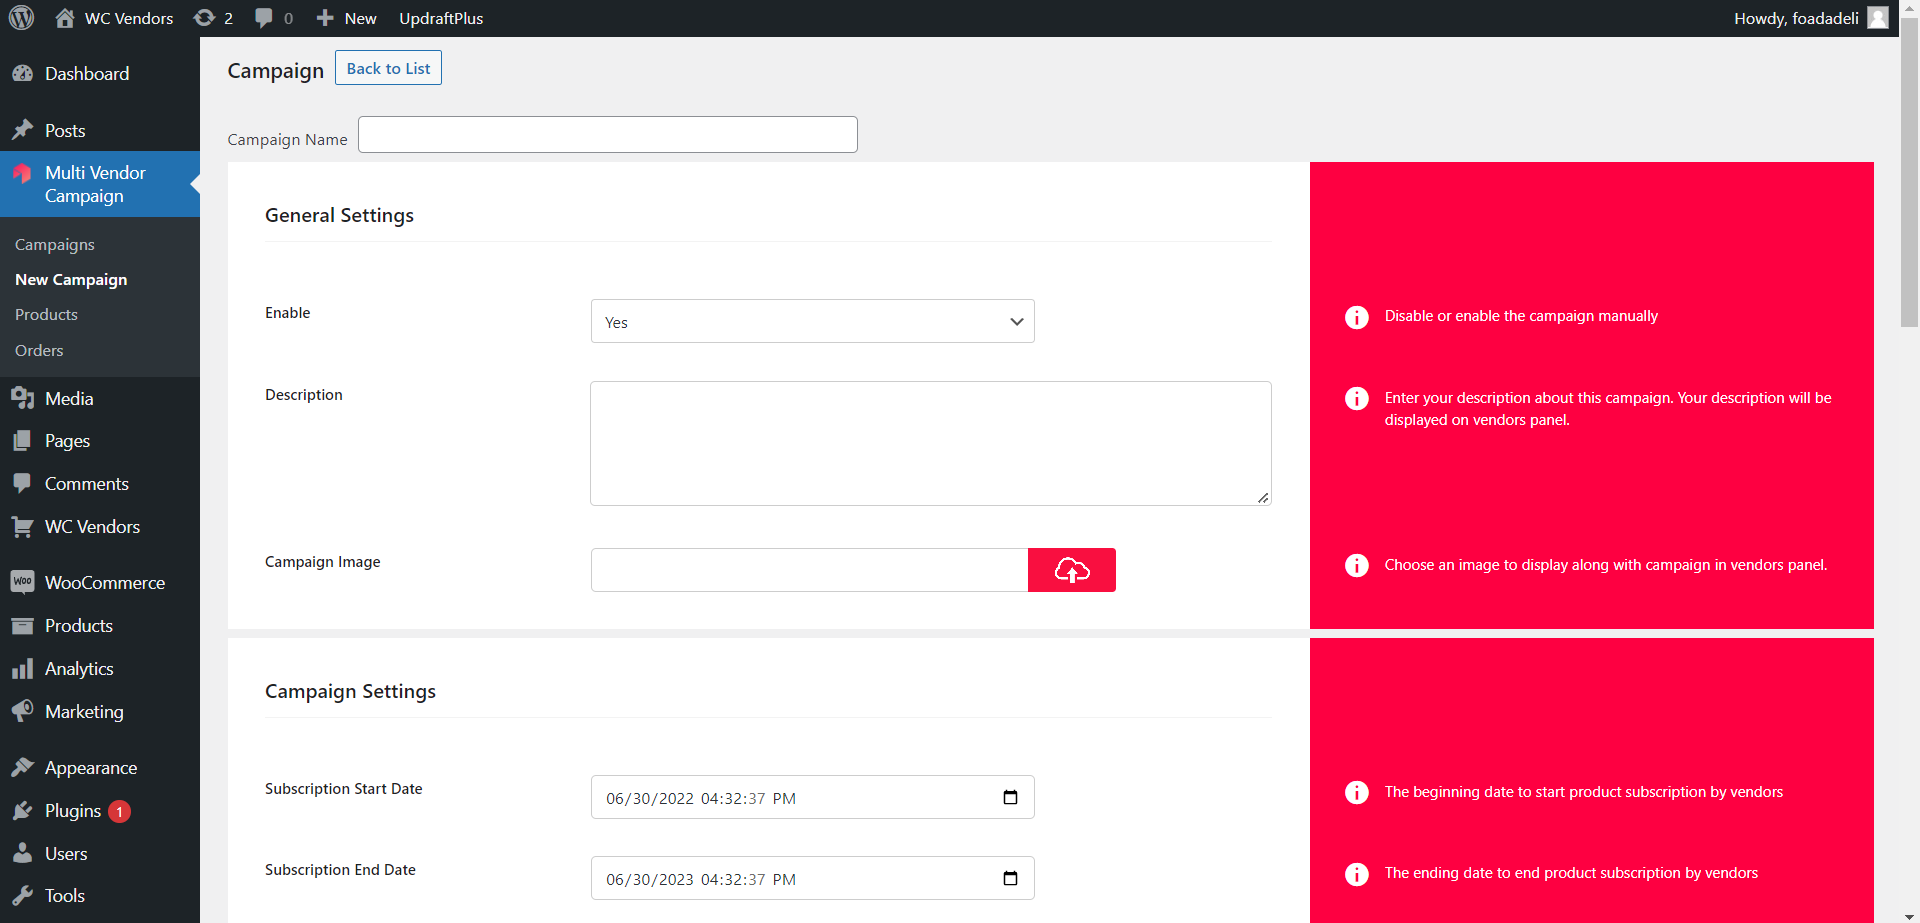 WC Vendors 2 0 New UpdraftPlus Howdy, foadadeli
Dashboard
Posts
Multi Vendor
Campaign
Campaigns
New Campaign
Products
Orders
Media
Pages
Comments
WC Vendors
Woo WooCommerce
Products
Analytics
Marketing
Appearance
Plugins 1
Users
Tools
Campaign Back to List
Campaign Name
General Settings
Enable Yes
Disable or enable the campaign manually
Description
Enter your description about this campaign. Your description will be
displayed on vendors panel.
Campaign Image
Choose an image to display along with campaign in vendors panel.
Campaign Settings
Subscription Start Date 06/30/2022 04:32:37 PM
The beginning date to start product subscription by vendors
Subscription End Date 06/30/2023 04:32:37 PM
The ending date to end product subscription by vendors